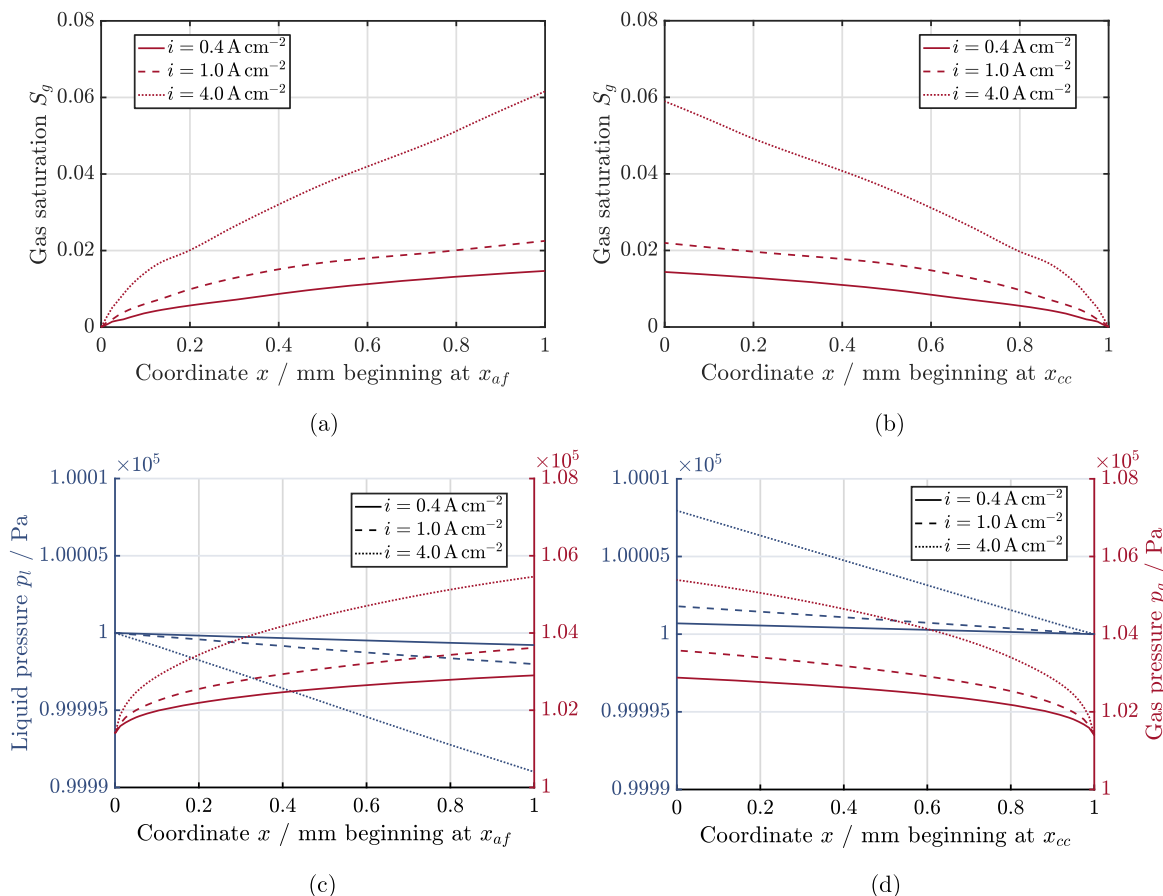 0.08
0.06
0.04
0.02
0
Gas saturation S_g
i = 0.4 A cm⁻²
i = 1.0 A cm⁻²
i = 4.0 A cm⁻²
0 0.2 0.4 0.6 0.8 1
Coordinate x / mm beginning at x_af
(a)
0.08
0.06
0.04
0.02
0
Gas saturation S_g
i = 0.4 A cm⁻²
i = 1.0 A cm⁻²
i = 4.0 A cm⁻²
0 0.2 0.4 0.6 0.8 1
Coordinate x / mm beginning at x_cc
(b)
×10⁵
1.0001
1.00005
1
0.99995
0.9999
Liquid pressure p_l / Pa
i = 0.4 A cm⁻²
i = 1.0 A cm⁻²
i = 4.0 A cm⁻²
×10⁵
1.08
1.06
1.04
1.02
1
0 0.2 0.4 0.6 0.8 1
Coordinate x / mm beginning at x_af
(c)
×10⁵
1.0001
1.00005
1
0.99995
0.9999
i = 0.4 A cm⁻²
i = 1.0 A cm⁻²
i = 4.0 A cm⁻²
×10⁵
1.08
1.06
1.04
1.02
1
Gas pressure p_g / Pa
0 0.2 0.4 0.6 0.8 1
Coordinate x / mm beginning at x_cc
(d)